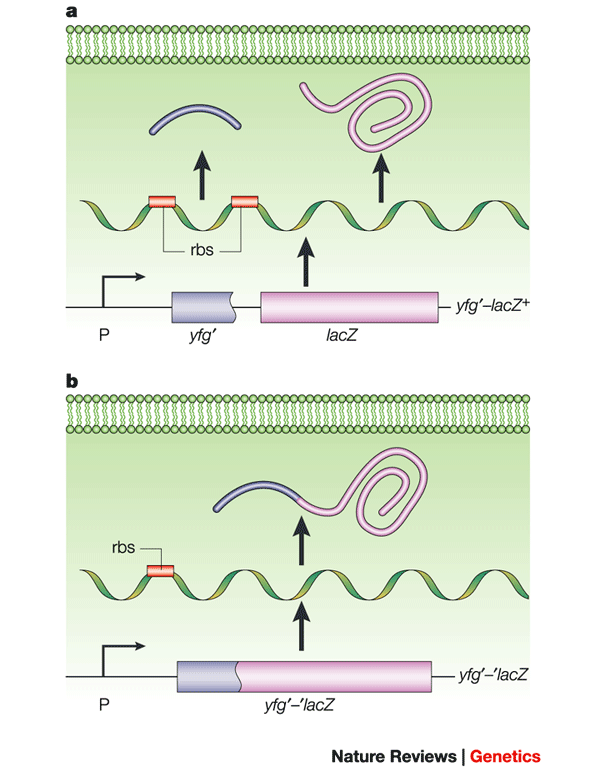 a
rbs
yfg′–lacZ+
P
yfg′
lacZ
b
rbs
yfg′–′lacZ
P
yfg′–′lacZ
Nature Reviews | Genetics